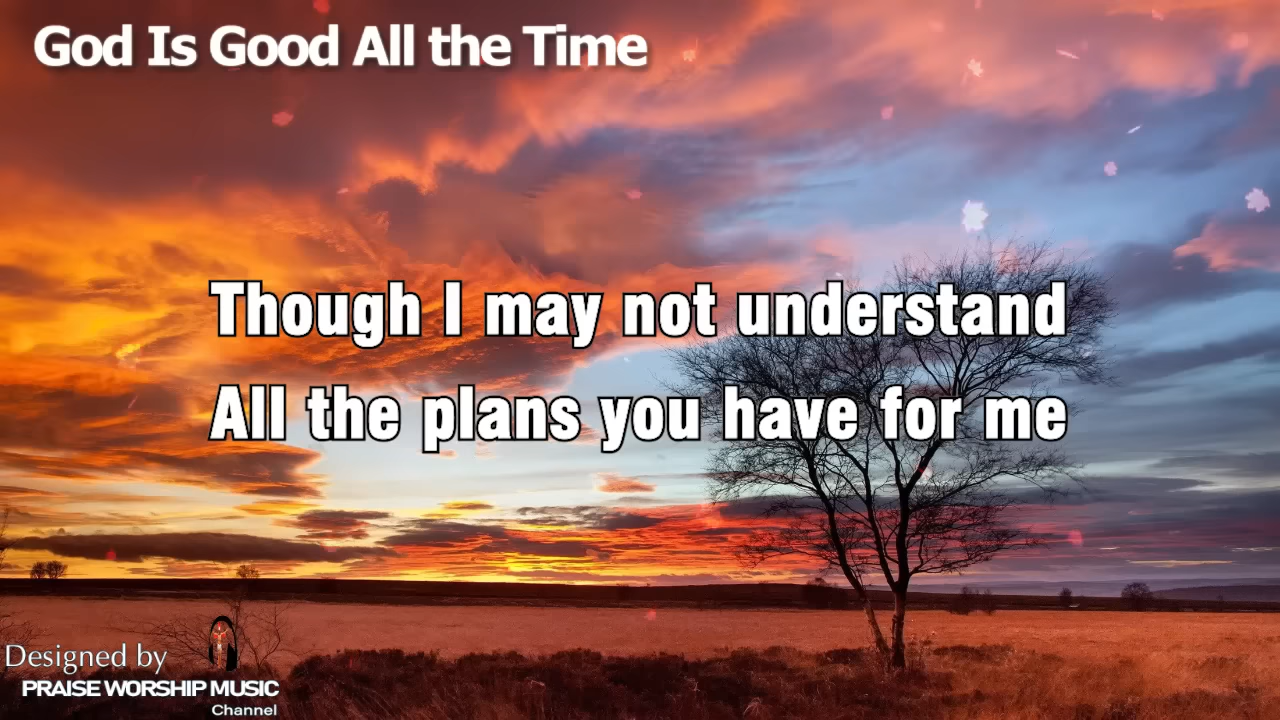 God Is Good All the Time
Though I may not understand
All the plans you have for me
Designed by
PRAISE WORSHIP MUSIC
Channel